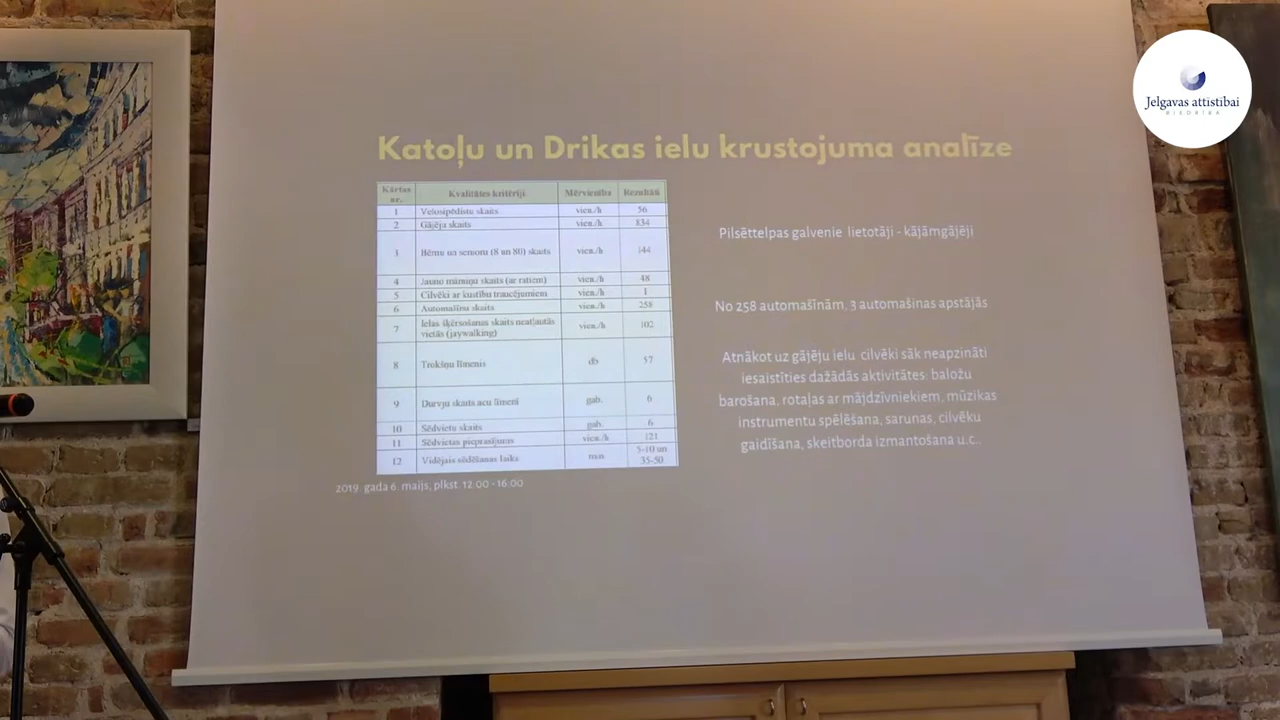 Jelgavas attīstībai
BIEDRĪBA
Katoļu un Drikas ielu krustojuma analīze
Kārtas nr. Kvalitātes kritēriji Mērvienība Rezultāti
1 Velosipēdistu skaits vien./h 56
2 Gājēja skaits vien./h 834
3 Bērnu un senioru (8 un 80) skaits vien./h 144
4 Jauno māmiņu skaits (ar ratiem) vien./h 48
5 Cilvēki ar kustību traucējumiem vien./h 1
6 Automašīnu skaits vien./h 258
7 Ielas šķērsošanas skaits neatļautās
vietās (jaywalking) vien./h 102
8 Trokšņu līmenis db 57
9 Durvju skaits acu līmenī gab. 6
10 Sēdvietu skaits gab. 6
11 Sēdvietas pieprasījums vien./h 121
12 Vidējais sēdēšanas laiks min 5-10 un
35-50
2019. gada 6. maijs, plkst. 12:00 - 16:00
Pilsēttelpas galvenie lietotāji - kājāmgājēji
No 258 automašīnām, 3 automašīnas apstājās
Atnākot uz gājēju ielu cilvēki sāk neapzināti
iesaistīties dažādās aktivitātes: baložu
barošana, rotaļas ar mājdzīvniekiem, mūzikas
instrumentu spēlēšana, sarunas, cilvēku
gaidīšana, skeitborda izmantošana u.c..